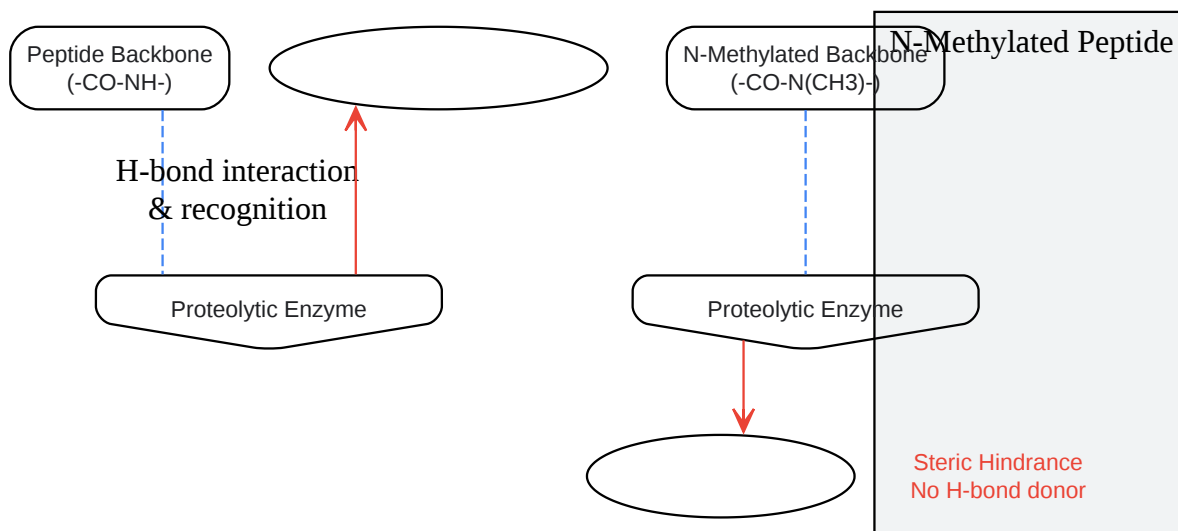 Peptide Backbone
(-CO-NH-)
H-bond interaction
& recognition
Proteolytic Enzyme
N-Methylated Peptide
N-Methylated Backbone
(-CO-N(CH3)-)
Proteolytic Enzyme
Steric Hindrance
No H-bond donor